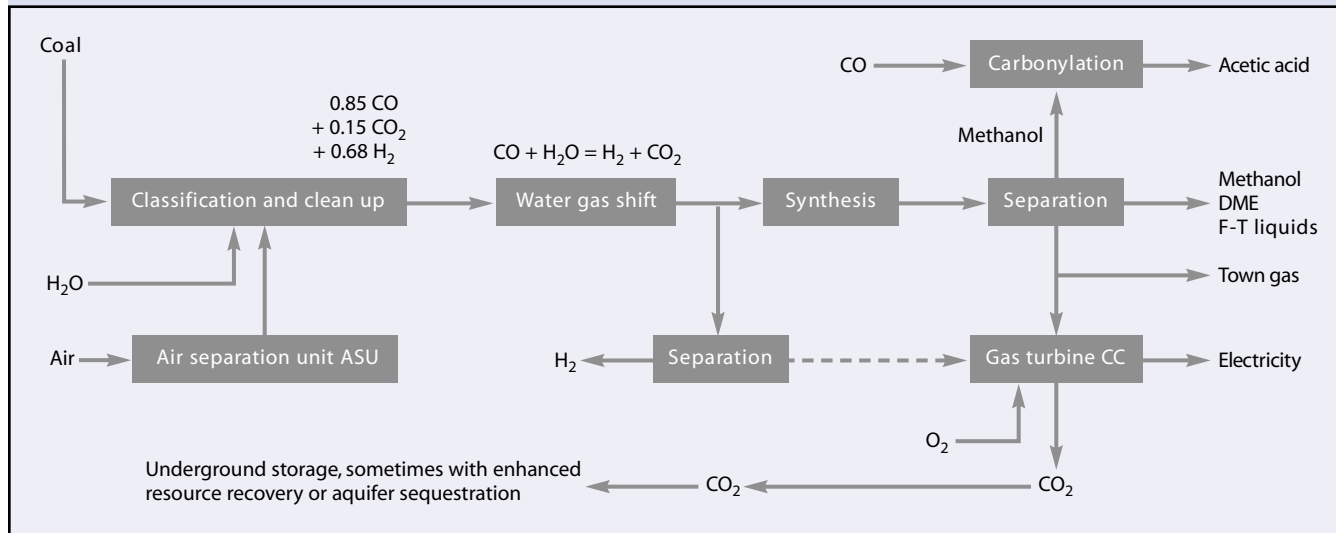 Coal
0.85 CO
+ 0.15 CO₂
+ 0.68 H₂
CO + H₂O = H₂ + CO₂
CO
Carbonylation
Acetic acid
Methanol
Classification and clean up
Water gas shift
Synthesis
Separation
Methanol
DME
F-T liquids
H₂O
Town gas
Air
Air separation unit ASU
H₂
Separation
Gas turbine CC
Electricity
O₂
Underground storage, sometimes with enhanced
resource recovery or aquifer sequestration
CO₂
CO₂